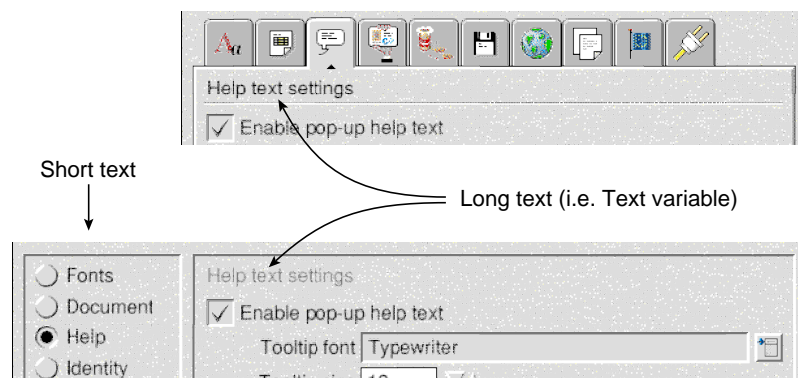 Aa
Help text settings
Enable pop-up help text
Short text
Long text (i.e. Text variable)
Fonts
Document
Help
Identity
Help text settings
Enable pop-up help text
Tooltip font Typewriter